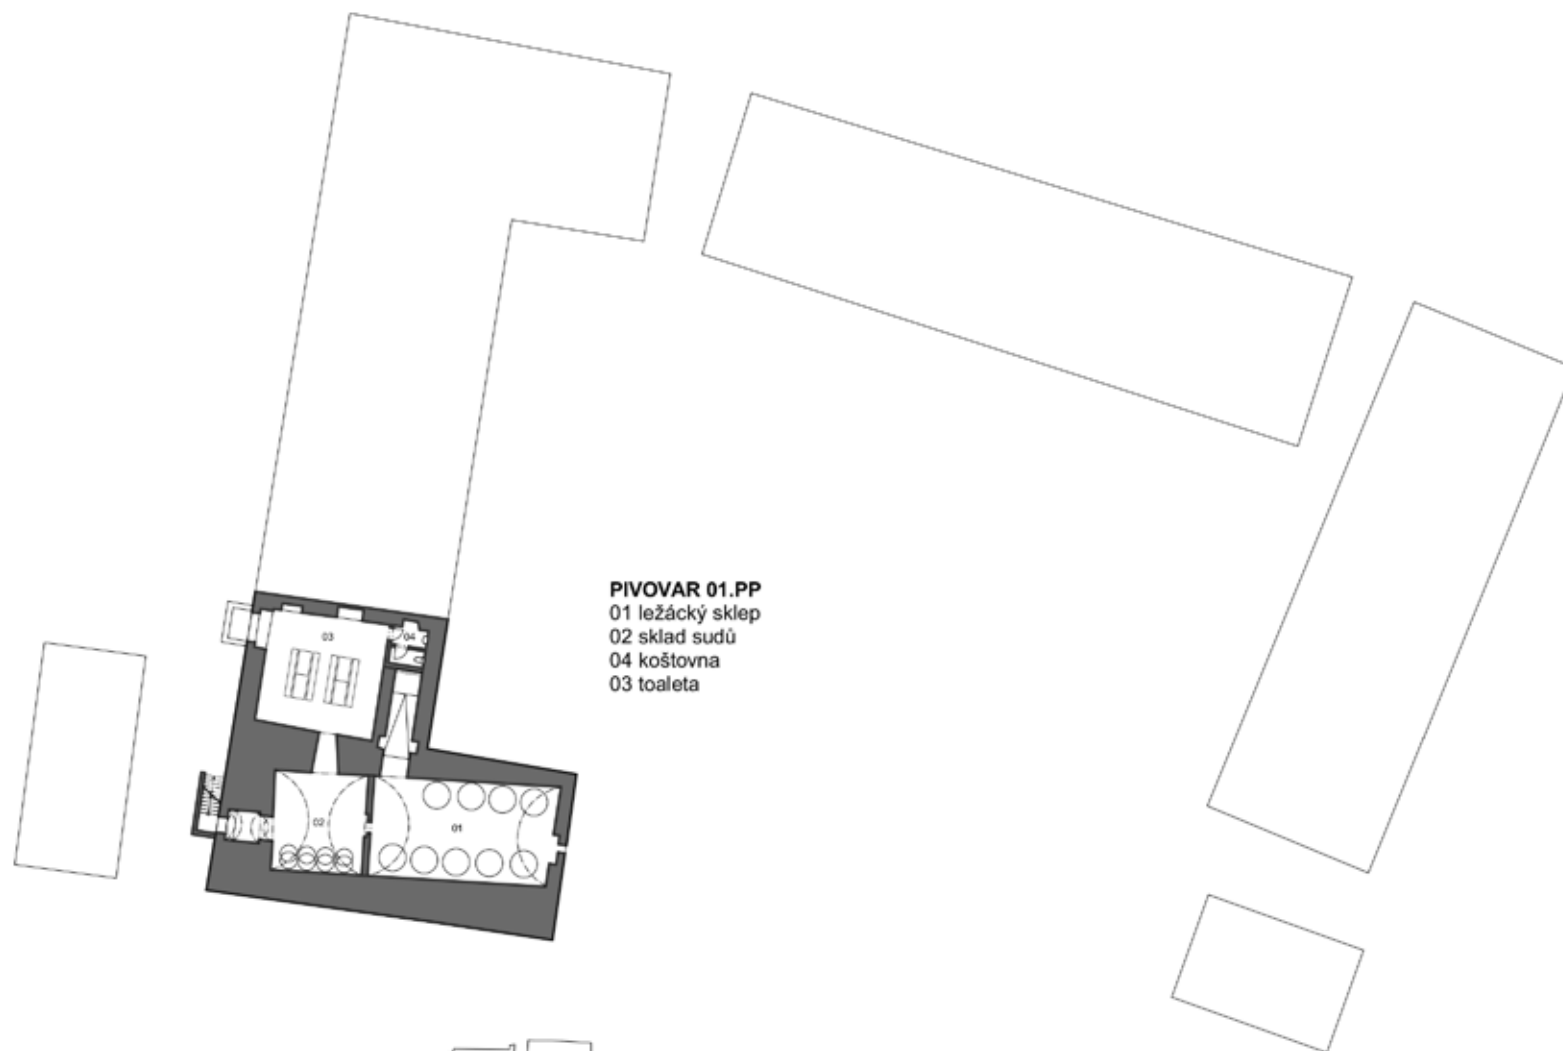 PIVOVAR 01.PP
01 ležácký sklep
02 sklad sudů
04 koštovna
03 toaleta
03
04
02
01